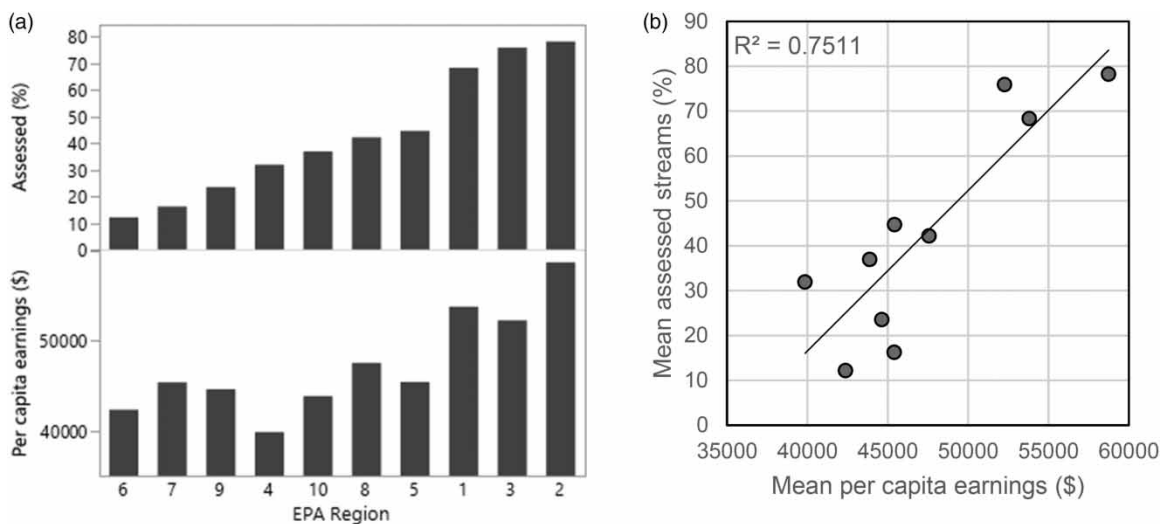 (a)
Assessed (%)
80
70
60
50
40
30
20
10
0
Per capita earnings ($)
50000
40000
6 7 9 4 10 8 5 1 3 2
EPA Region
(b)
R² = 0.7511
Mean assessed streams (%)
90
80
70
60
50
40
30
20
10
0
35000 40000 45000 50000 55000 60000
Mean per capita earnings ($)